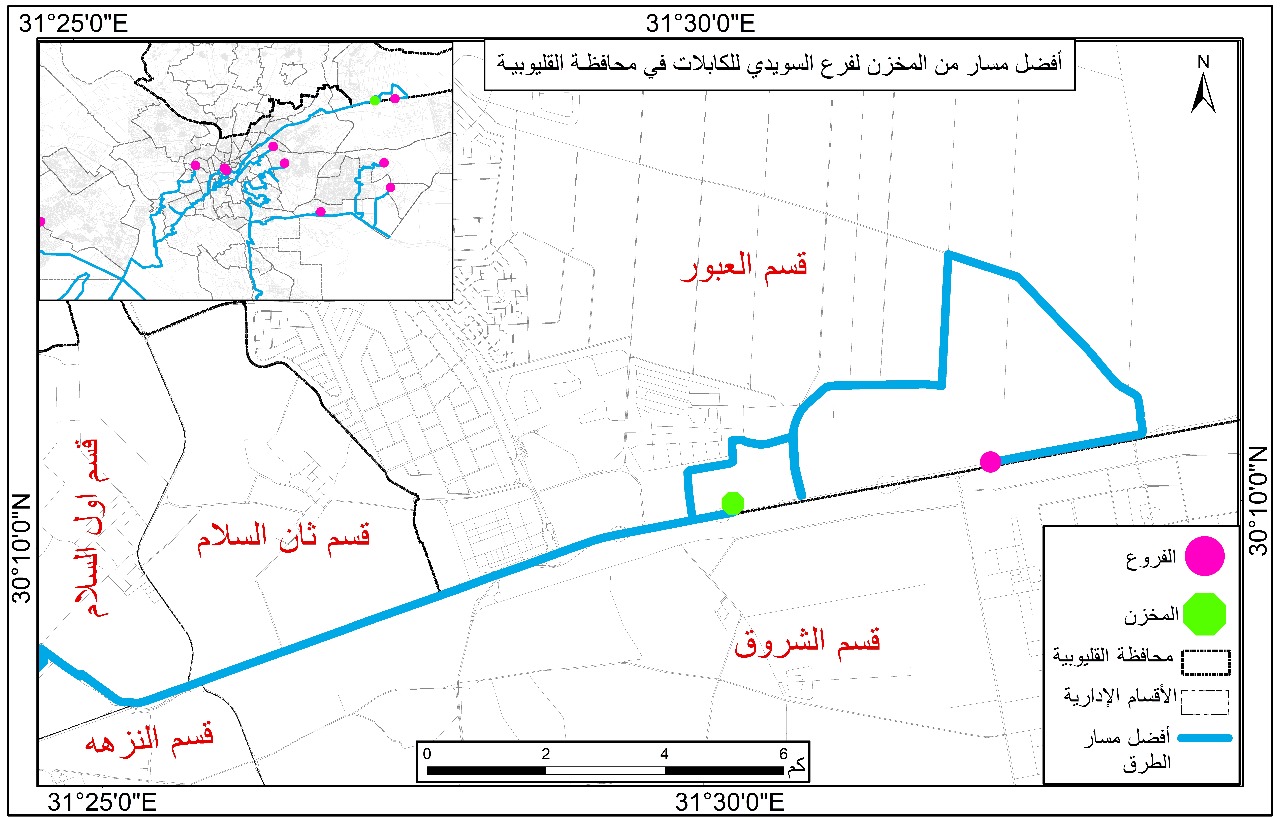 31°25'0"E
31°30'0"E
أفضل مسار من المخزن لفرع السويدي للكابلات في محافظة القليوبية
N
قسم العبور
قسم اول السلام
قسم ثان السلام
قسم الشروق
قسم النزهه
30°10'0"N
30°10'0"N
الفروع
المخزن
محافظة القليوبية
الأقسام الإدارية
أفضل مسار
الطرق
0 2 4 6
كم
31°25'0"E
31°30'0"E